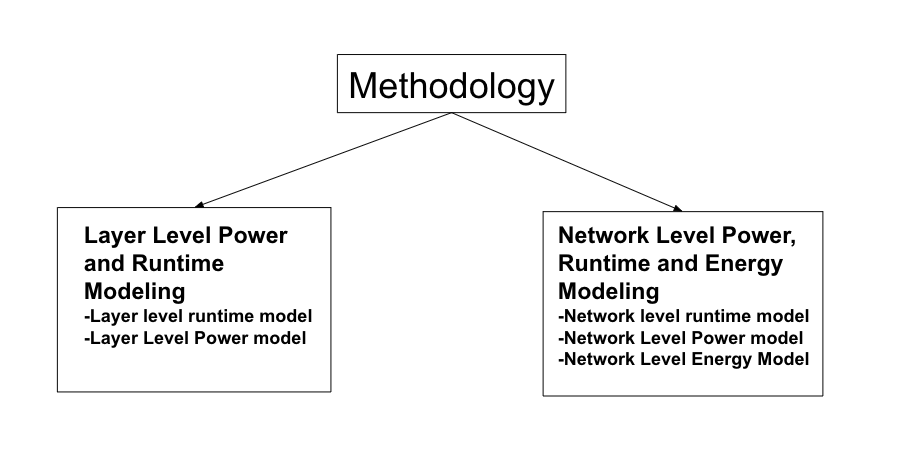 Methodology
Layer Level Power
and Runtime
Modeling
-Layer level runtime model
-Layer Level Power model
Network Level Power,
Runtime and Energy
Modeling
-Network level runtime model
-Network Level Power model
-Network Level Energy Model